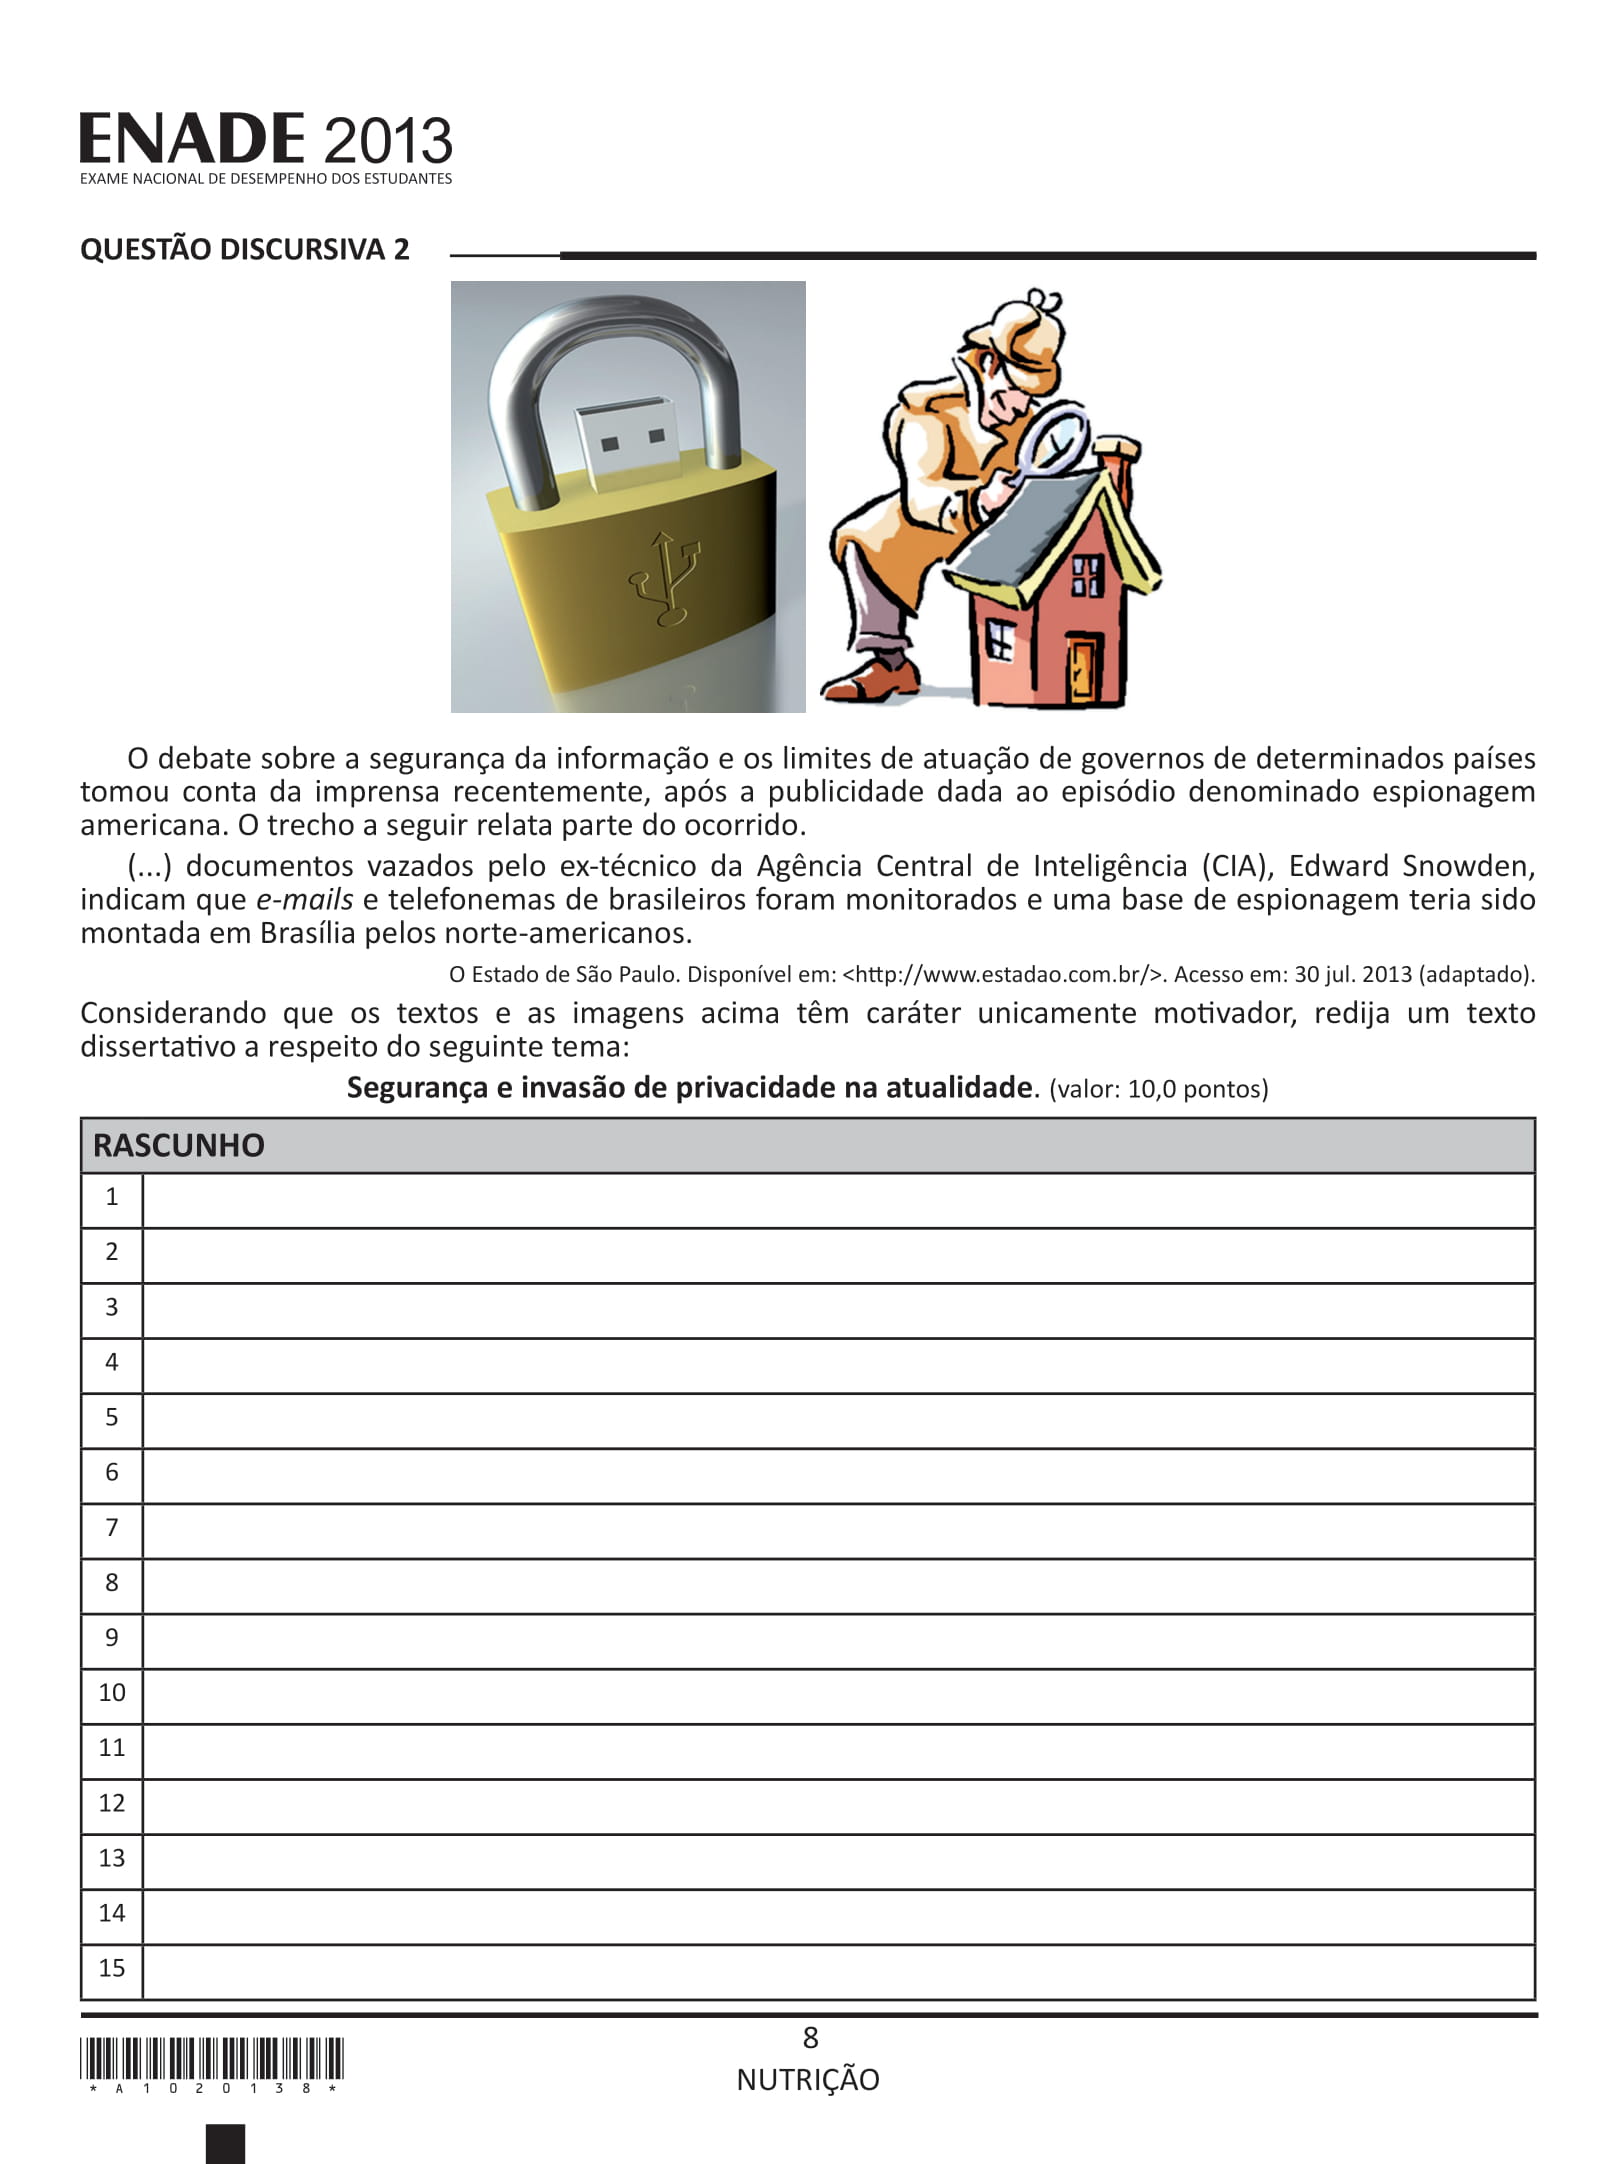 ENADE 2013
EXAME NACIONAL DE DESEMPENHO DOS ESTUDANTES
QUESTÃO DISCURSIVA 2
O debate sobre a segurança da informação e os limites de atuação de governos de determinados países
tomou conta da imprensa recentemente, após a publicidade dada ao episódio denominado espionagem
americana. O trecho a seguir relata parte do ocorrido.
(...) documentos vazados pelo ex-técnico da Agência Central de Inteligência (CIA), Edward Snowden,
indicam que e-mails e telefonemas de brasileiros foram monitorados e uma base de espionagem teria sido
montada em Brasília pelos norte-americanos.
O Estado de São Paulo. Disponível em: <http://www.estadao.com.br/>. Acesso em: 30 jul. 2013 (adaptado).
Considerando que os textos e as imagens acima têm caráter unicamente motivador, redija um texto
dissertativo a respeito do seguinte tema:
Segurança e invasão de privacidade na atualidade. (valor: 10,0 pontos)
RASCUNHO
1
2
3
4
5
6
7
8
9
10
11
12
13
14
15
8
NUTRIÇÃO
* A 1 0 2 0 1 3 8 *